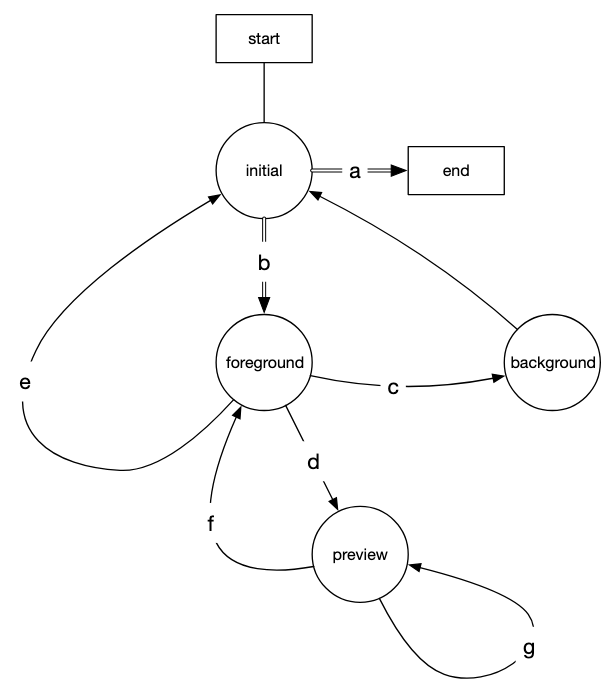 start
initial
a
end
b
foreground
background
e
c
d
f
preview
g